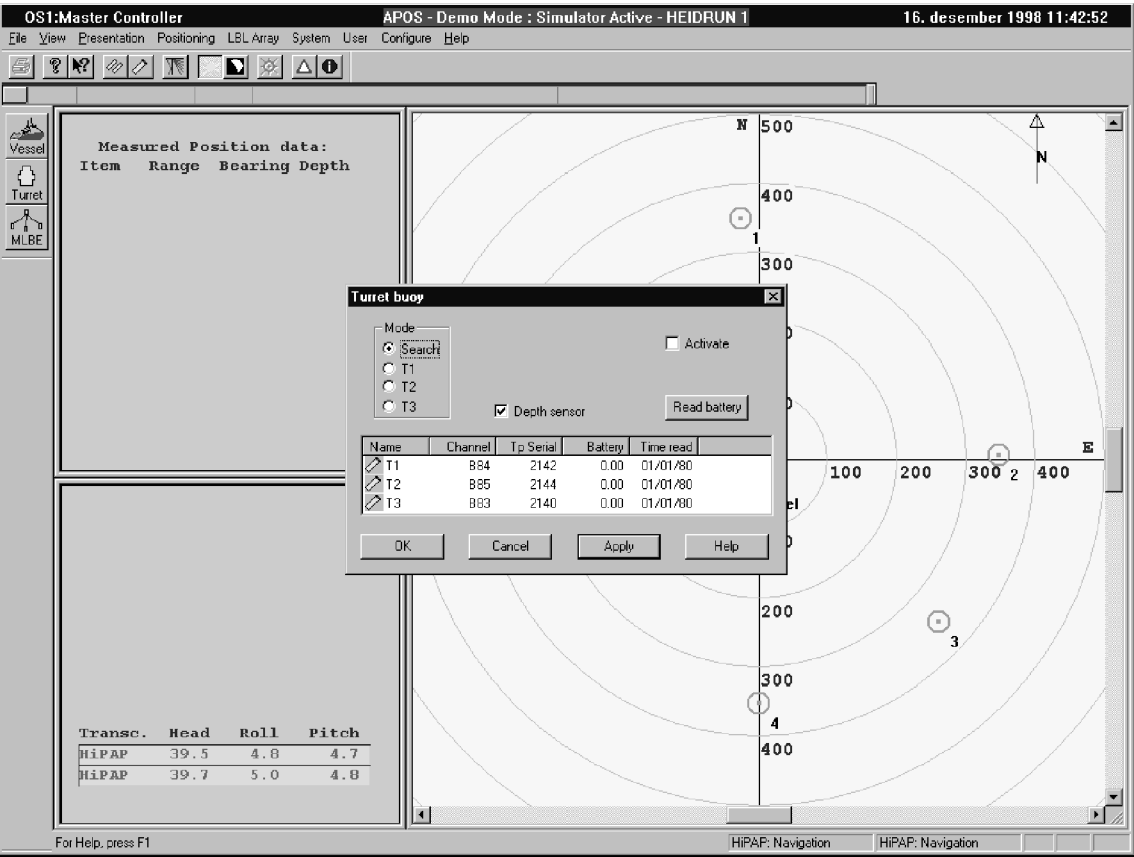 OS1:Master Controller APOS - Demo Mode : Simulator Active - HEIDRUN 1 16. desember 1998 11:42:52
File View Presentation Positioning LBL Array System User Configure Help
Vessel
Turret
MLBE
Measured Position data:
Item Range Bearing Depth
N 500
N
400
1
300
Turret buoy
Mode
Search
T1
T2
T3
Activate
Depth sensor
Read battery
Name Channel Tp Serial Battery Time read
T1 B84 2142 0.00 01/01/80
T2 B85 2144 0.00 01/01/80
T3 B83 2140 0.00 01/01/80
OK Cancel Apply Help
E
100 200 300 2 400
200
3
300
4
400
Transc. Head Roll Pitch
HiPAP 39.5 4.8 4.7
HiPAP 39.7 5.0 4.8
For Help, press F1 HiPAP: Navigation HiPAP: Navigation